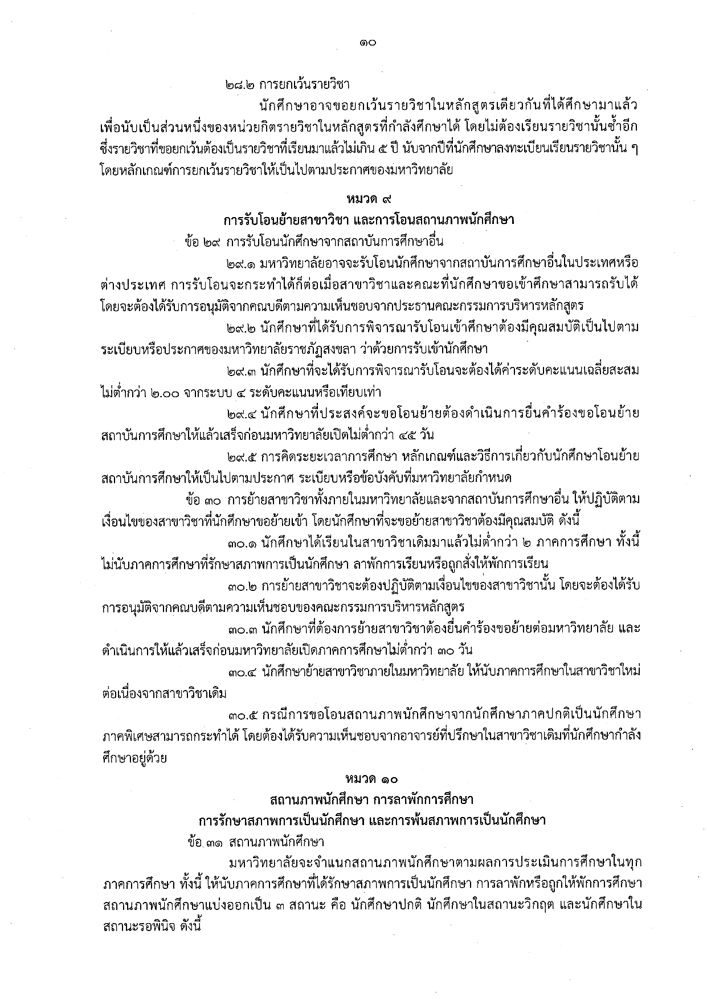 ๑๐
๒๘.๒ การยกเว้นรายวิชา
นักศึกษาอาจขอยกเว้นรายวิชาในหลักสูตรเดียวกันที่ได้ศึกษามาแล้ว
เพื่อนับเป็นส่วนหนึ่งของหน่วยกิตรายวิชาในหลักสูตรที่กำลังศึกษาได้ โดยไม่ต้องเรียนรายวิชานั้นซ้ำอีก
ซึ่งรายวิชาที่ขอยกเว้นต้องเป็นรายวิชาที่เรียนมาแล้วไม่เกิน ๕ ปี นับจากปีที่นักศึกษาลงทะเบียนเรียนรายวิชานั้น ๆ
โดยหลักเกณฑ์การยกเว้นรายวิชาให้เป็นไปตามประกาศของมหาวิทยาลัย
หมวด ๙
การรับโอนย้ายสาขาวิชา และการโอนสถานภาพนักศึกษา
ข้อ ๒๙ การรับโอนนักศึกษาจากสถาบันการศึกษาอื่น
๒๙.๑ มหาวิทยาลัยอาจจะรับโอนนักศึกษาจากสถาบันการศึกษาอื่นในประเทศหรือ
ต่างประเทศ การรับโอนจะกระทำได้ก็ต่อเมื่อสาขาวิชาและคณะที่นักศึกษาขอเข้าศึกษาสามารถรับได้
โดยจะต้องได้รับการอนุมัติจากคณบดีตามความเห็นชอบจากประธานคณะกรรมการบริหารหลักสูตร
๒๙.๒ นักศึกษาที่ได้รับการพิจารณารับโอนเข้าศึกษาต้องมีคุณสมบัติเป็นไปตาม
ระเบียบหรือประกาศของมหาวิทยาลัยราชภัฏสงขลา ว่าด้วยการรับเข้านักศึกษา
๒๙.๓ นักศึกษาที่จะได้รับการพิจารณารับโอนจะต้องได้ค่าระดับคะแนนเฉลี่ยสะสม
ไม่ต่ำกว่า ๒.๐๐ จากระบบ ๔ ระดับคะแนนหรือเทียบเท่า
๒๙.๔ นักศึกษาที่ประสงค์จะขอโอนย้ายต้องดำเนินการยื่นคำร้องขอโอนย้าย
สถาบันการศึกษาให้แล้วเสร็จก่อนมหาวิทยาลัยเปิดไม่ต่ำกว่า ๔๕ วัน
๒๙.๕ การคิดระยะเวลาการศึกษา หลักเกณฑ์และวิธีการเกี่ยวกับนักศึกษาโอนย้าย
สถาบันการศึกษาให้เป็นไปตามประกาศ ระเบียบหรือข้อบังคับที่มหาวิทยาลัยกำหนด
ข้อ ๓๐ การย้ายสาขาวิชาทั้งภายในมหาวิทยาลัยและจากสถาบันการศึกษาอื่น ให้ปฏิบัติตาม
เงื่อนไขของสาขาวิชาที่นักศึกษาขอย้ายเข้า โดยนักศึกษาที่จะขอย้ายสาขาวิชาต้องมีคุณสมบัติ ดังนี้
๓๐.๑ นักศึกษาได้เรียนในสาขาวิชาเดิมมาแล้วไม่ต่ำกว่า ๒ ภาคการศึกษา ทั้งนี้
ไม่นับภาคการศึกษาที่รักษาสภาพการเป็นนักศึกษา ลาพักการเรียนหรือถูกสั่งให้พักการเรียน
๓๐.๒ การย้ายสาขาวิชาจะต้องปฏิบัติตามเงื่อนไขของสาขาวิชานั้น โดยจะต้องได้รับ
การอนุมัติจากคณบดีตามความเห็นชอบของคณะกรรมการบริหารหลักสูตร
๓๐.๓ นักศึกษาที่ต้องการย้ายสาขาวิชาต้องยื่นคำร้องขอย้ายต่อมหาวิทยาลัย และ
ดำเนินการให้แล้วเสร็จก่อนมหาวิทยาลัยเปิดภาคการศึกษาไม่ต่ำกว่า ๓๐ วัน
๓๐.๔ นักศึกษาย้ายสาขาวิชาภายในมหาวิทยาลัย ให้นับภาคการศึกษาในสาขาวิชาใหม่
ต่อเนื่องจากสาขาวิชาเดิม
๓๐.๕ กรณีการขอโอนสถานภาพนักศึกษาจากนักศึกษาภาคปกติเป็นนักศึกษา
ภาคพิเศษสามารถกระทำได้ โดยต้องได้รับความเห็นชอบจากอาจารย์ที่ปรึกษาในสาขาวิชาเดิมที่นักศึกษากำลัง
ศึกษาอยู่ด้วย
หมวด ๑๐
สถานภาพนักศึกษา การลาพักการศึกษา
การรักษาสภาพการเป็นนักศึกษา และการพ้นสภาพการเป็นนักศึกษา
ข้อ ๓๑ สถานภาพนักศึกษา
มหาวิทยาลัยจะจำแนกสถานภาพนักศึกษาตามผลการประเมินการศึกษาในทุก
ภาคการศึกษา ทั้งนี้ ให้นับภาคการศึกษาที่ได้รักษาสภาพการเป็นนักศึกษา การลาพักหรือถูกให้พักการศึกษา
สถานภาพนักศึกษาแบ่งออกเป็น ๓ สถานะ คือ นักศึกษาปกติ นักศึกษาในสถานะวิกฤต และนักศึกษาใน
สถานะรอพินิจ ดังนี้